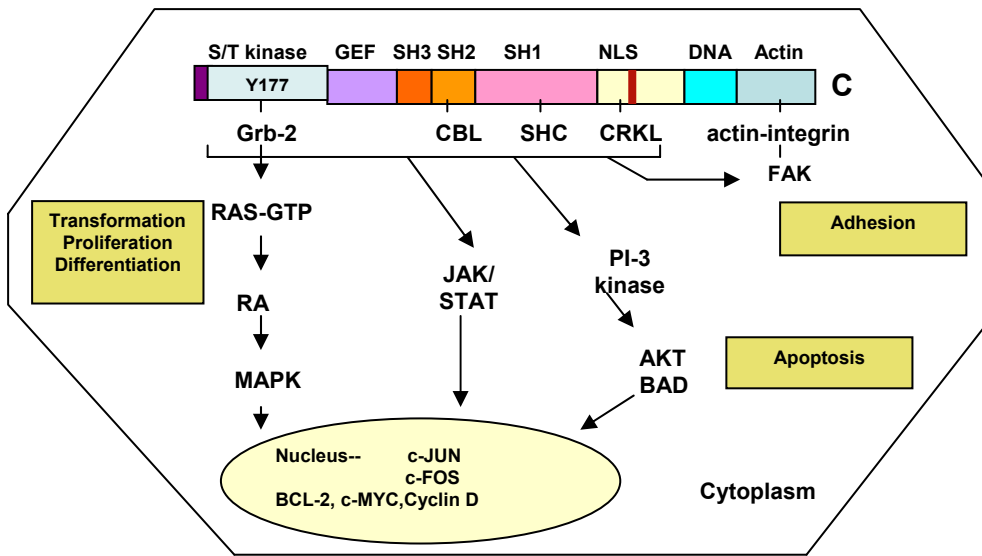 S/T kinase GEF SH3 SH2 SH1 NLS DNA Actin
Y177
C
Grb-2 CBL SHC CRKL actin-integrin
FAK
Transformation
Proliferation
Differentiation
RAS-GTP
Adhesion
JAK/
STAT
PI-3
kinase
RA
MAPK
AKT
BAD
Apoptosis
Nucleus-- c-JUN
c-FOS
BCL-2, c-MYC,Cyclin D
Cytoplasm